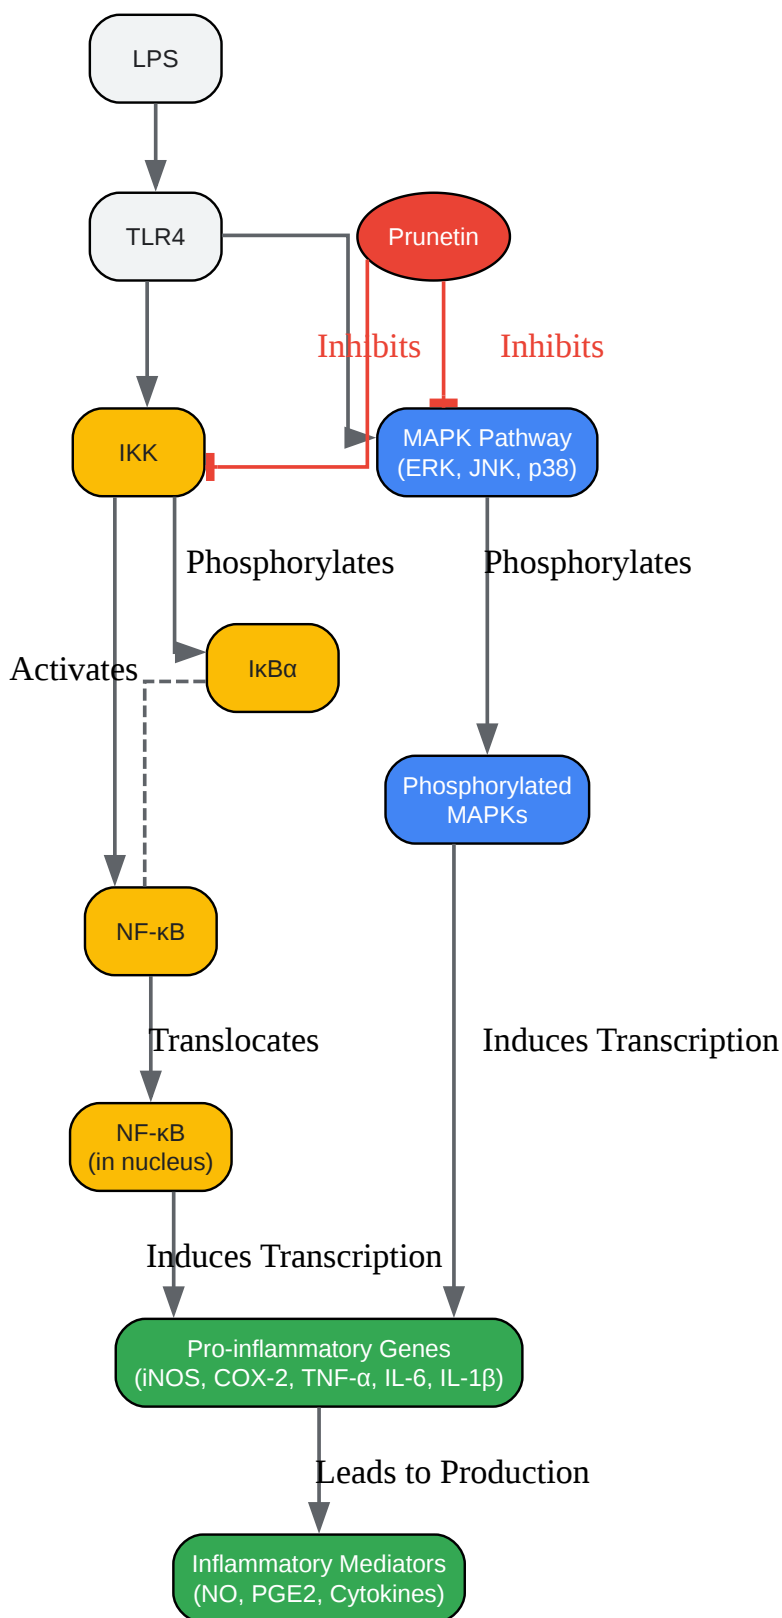 LPS
TLR4
Prunetin
Inhibits
Inhibits
IKK
MAPK Pathway
(ERK, JNK, p38)
Phosphorylates
Phosphorylates
Activates
IκBα
Phosphorylated
MAPKs
NF-κB
Translocates
Induces Transcription
NF-κB
(in nucleus)
Induces Transcription
Pro-inflammatory Genes
(iNOS, COX-2, TNF-α, IL-6, IL-1β)
Leads to Production
Inflammatory Mediators
(NO, PGE2, Cytokines)